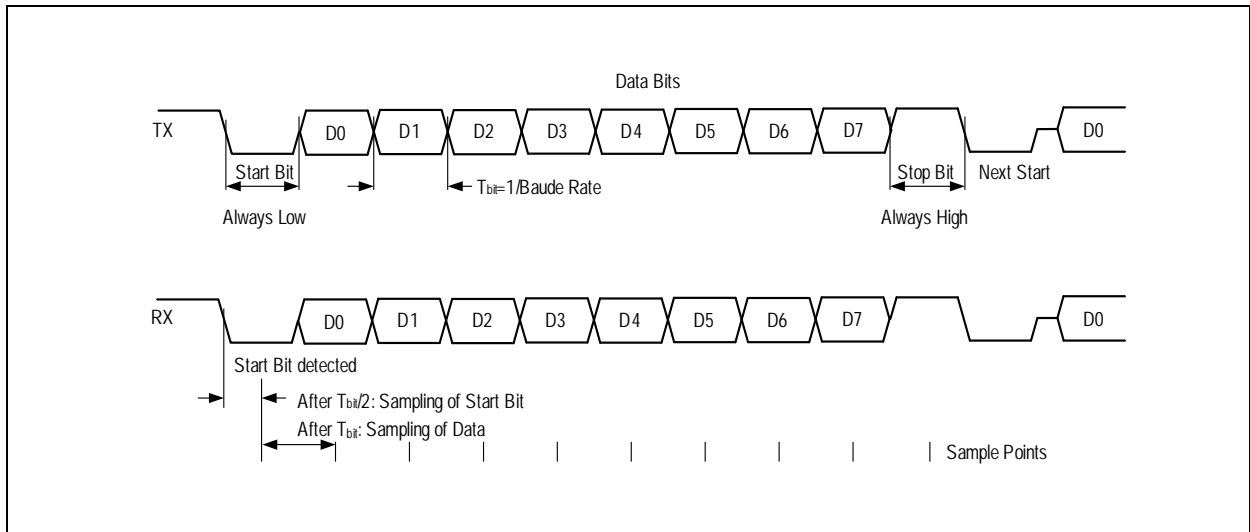 Data Bits
TX
D0 D1 D2 D3 D4 D5 D6 D7 D0
Start Bit Stop Bit Next Start
Tbit=1/Baude Rate
Always Low Always High
RX
D0 D1 D2 D3 D4 D5 D6 D7 D0
Start Bit detected
After Tbit/2: Sampling of Start Bit
After Tbit: Sampling of Data
Sample Points